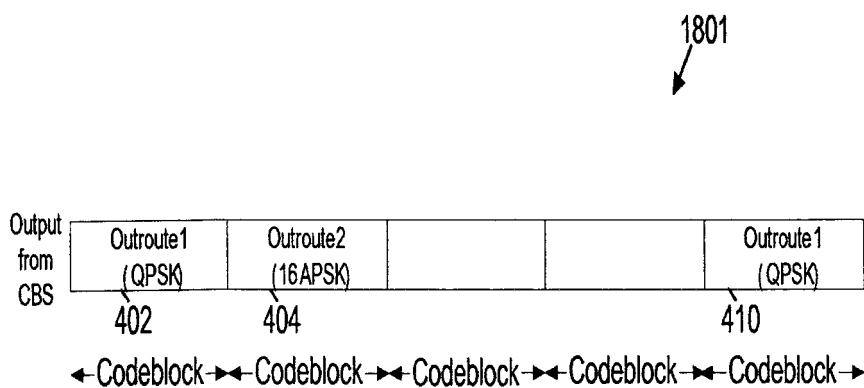 1801
Output from CBS
Outroute1 (QPSK)
Outroute2 (16APSK)
Outroute1 (QPSK)
402
404
410
Codeblock Codeblock Codeblock Codeblock Codeblock